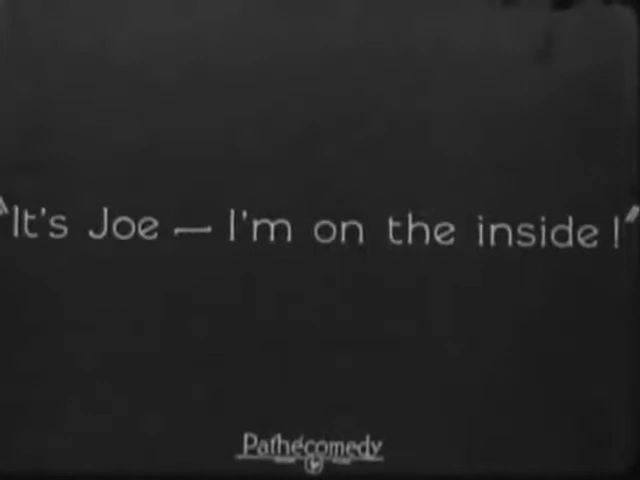 "It's Joe — I'm on the inside!"
Pathécomedy